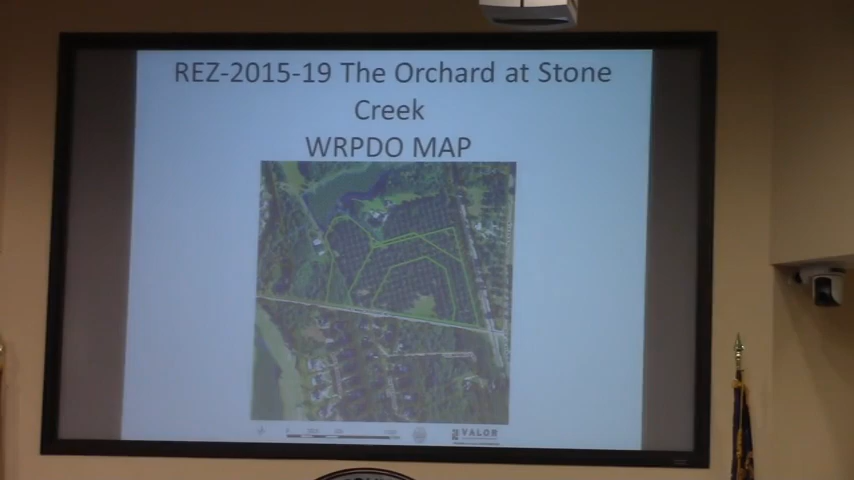 REZ-2015-19 The Orchard at Stone
Creek
WRPDO MAP
VALOR